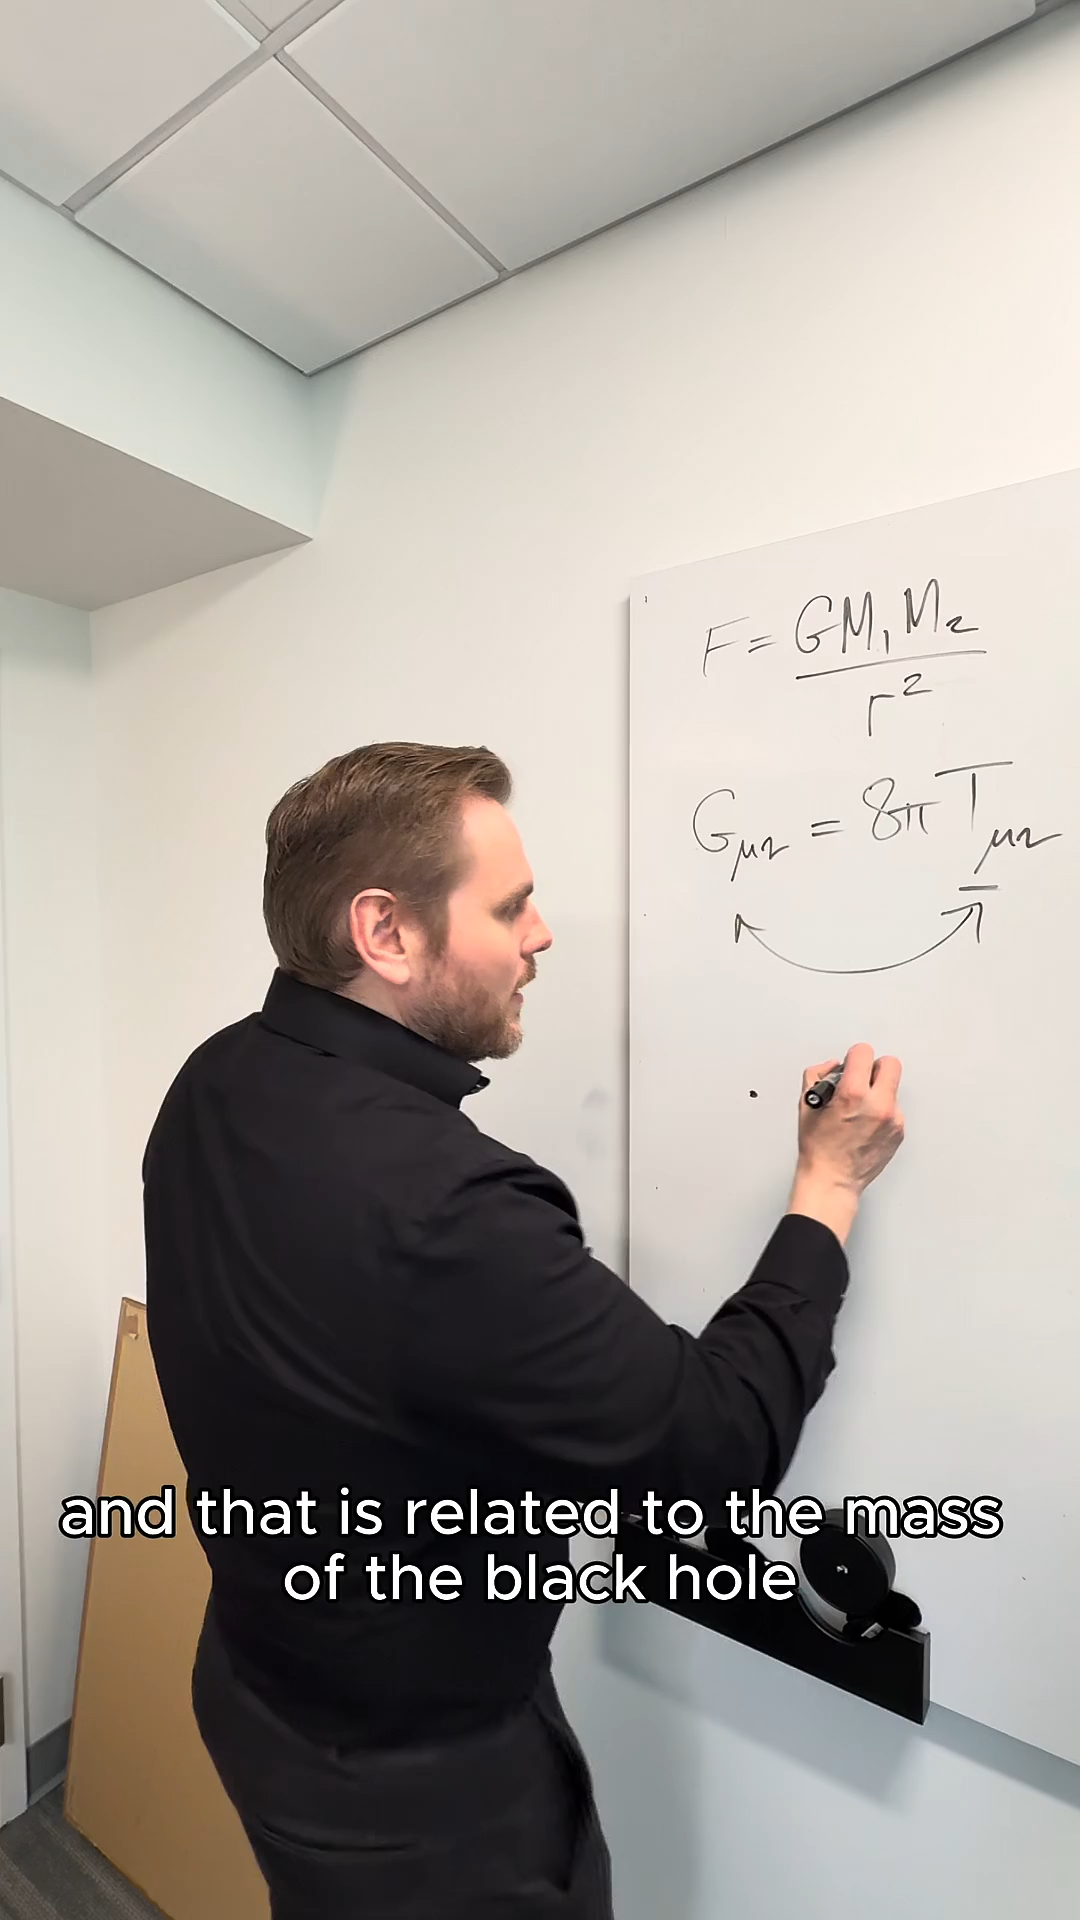 F = GM₁M₂
r²
Gμν = 8π Tμν
and that is related to the mass
of the black hole